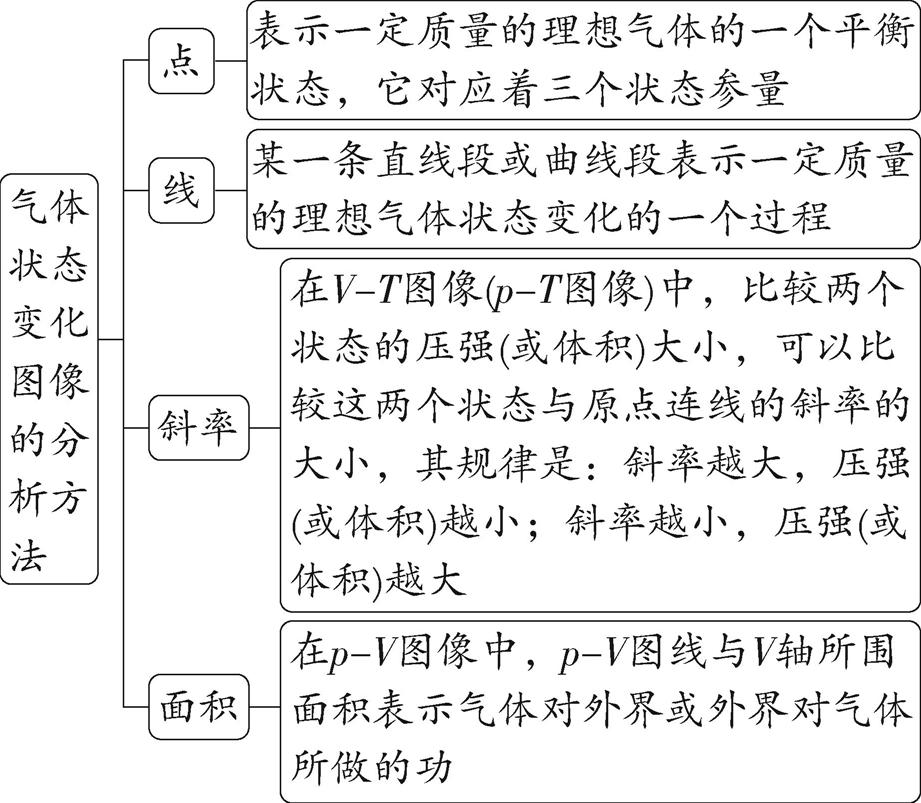 气体
状态
变化
图像
的分
析方
法
点
表示一定质量的理想气体的一个平衡
状态，它对应着三个状态参量
线
某一条直线段或曲线段表示一定质量
的理想气体状态变化的一个过程
斜率
在V-T图像(p-T图像)中，比较两个
状态的压强(或体积)大小，可以比
较这两个状态与原点连线的斜率的
大小，其规律是：斜率越大，压强
(或体积)越小；斜率越小，压强(或
体积)越大
面积
在p-V图像中，p-V图线与V轴所围
面积表示气体对外界或外界对气体
所做的功